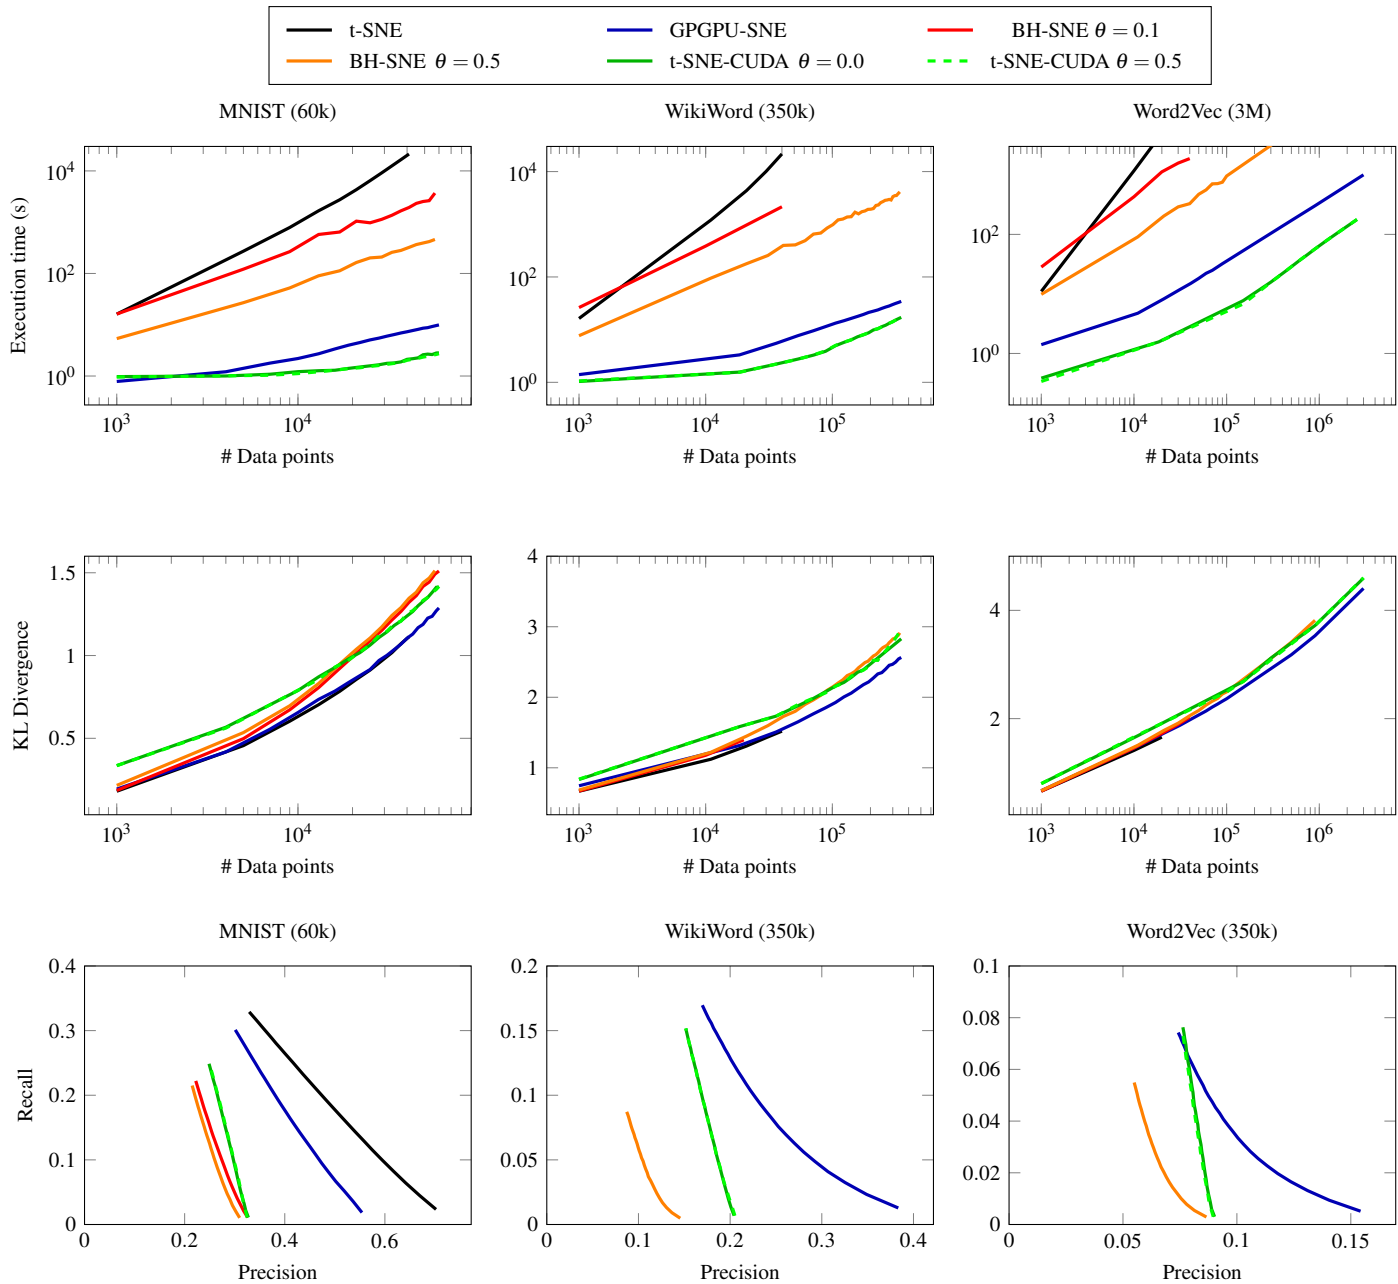 t-SNE GPGPU-SNE BH-SNE θ = 0.1
BH-SNE θ = 0.5 t-SNE-CUDA θ = 0.0 t-SNE-CUDA θ = 0.5
MNIST (60k) WikiWord (350k) Word2Vec (3M)
Execution time (s)
10^4
10^2
10^0
10^3 10^4
# Data points
10^4
10^2
10^0
10^3 10^4 10^5
# Data points
10^2
10^0
10^3 10^4 10^5 10^6
# Data points
KL Divergence
1.5
1
0.5
10^3 10^4
# Data points
4
3
2
1
10^3 10^4 10^5
# Data points
4
2
10^3 10^4 10^5 10^6
# Data points
MNIST (60k) WikiWord (350k) Word2Vec (350k)
Recall
0.4
0.3
0.2
0.1
0
0 0.2 0.4 0.6
Precision
0.2
0.15
0.1
0.05
0
0 0.1 0.2 0.3 0.4
Precision
0.1
0.08
0.06
0.04
0.02
0
0 0.05 0.1 0.15
Precision